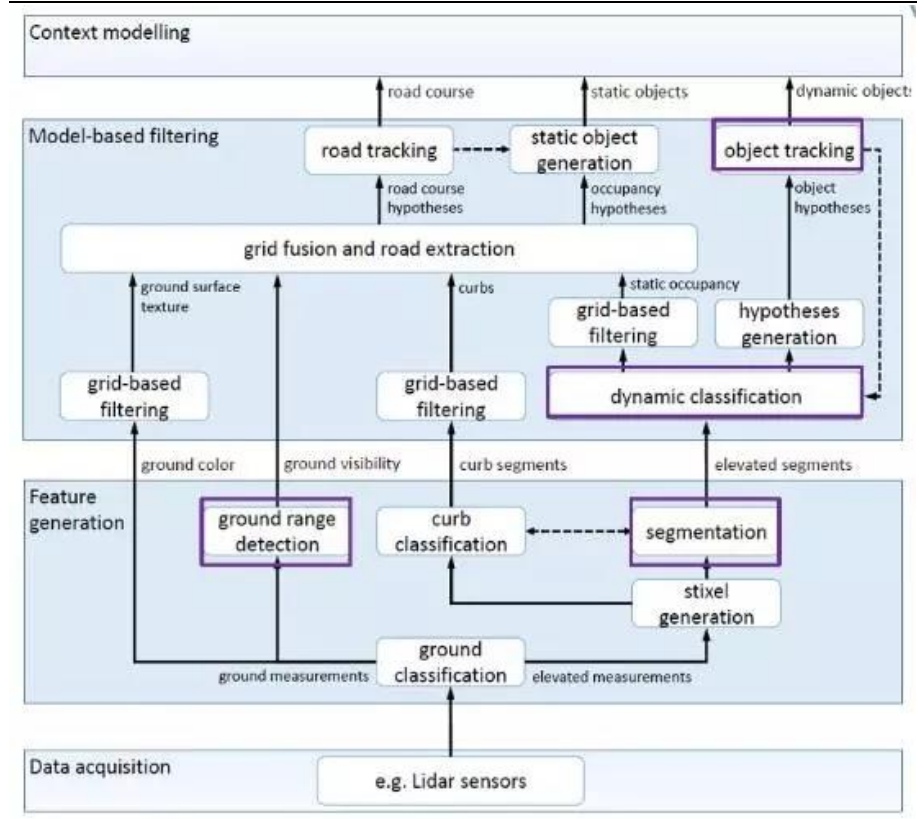 Context modelling
road course
static objects
dynamic object
Model-based filtering
road tracking
static object
generation
object tracking
road course
hypotheses
occupancy
hypotheses
object
hypotheses
grid fusion and road extraction
ground surface
texture
curbs
static occupancy
grid-based
filtering
hypotheses
generation
grid-based
filtering
grid-based
filtering
dynamic classification
ground color
ground visibility
curb segments
elevated segments
Feature
generation
ground range
detection
curb
classification
segmentation
stixel
generation
ground
classification
ground measurements
elevated measurements
Data acquisition
e.g. Lidar sensors